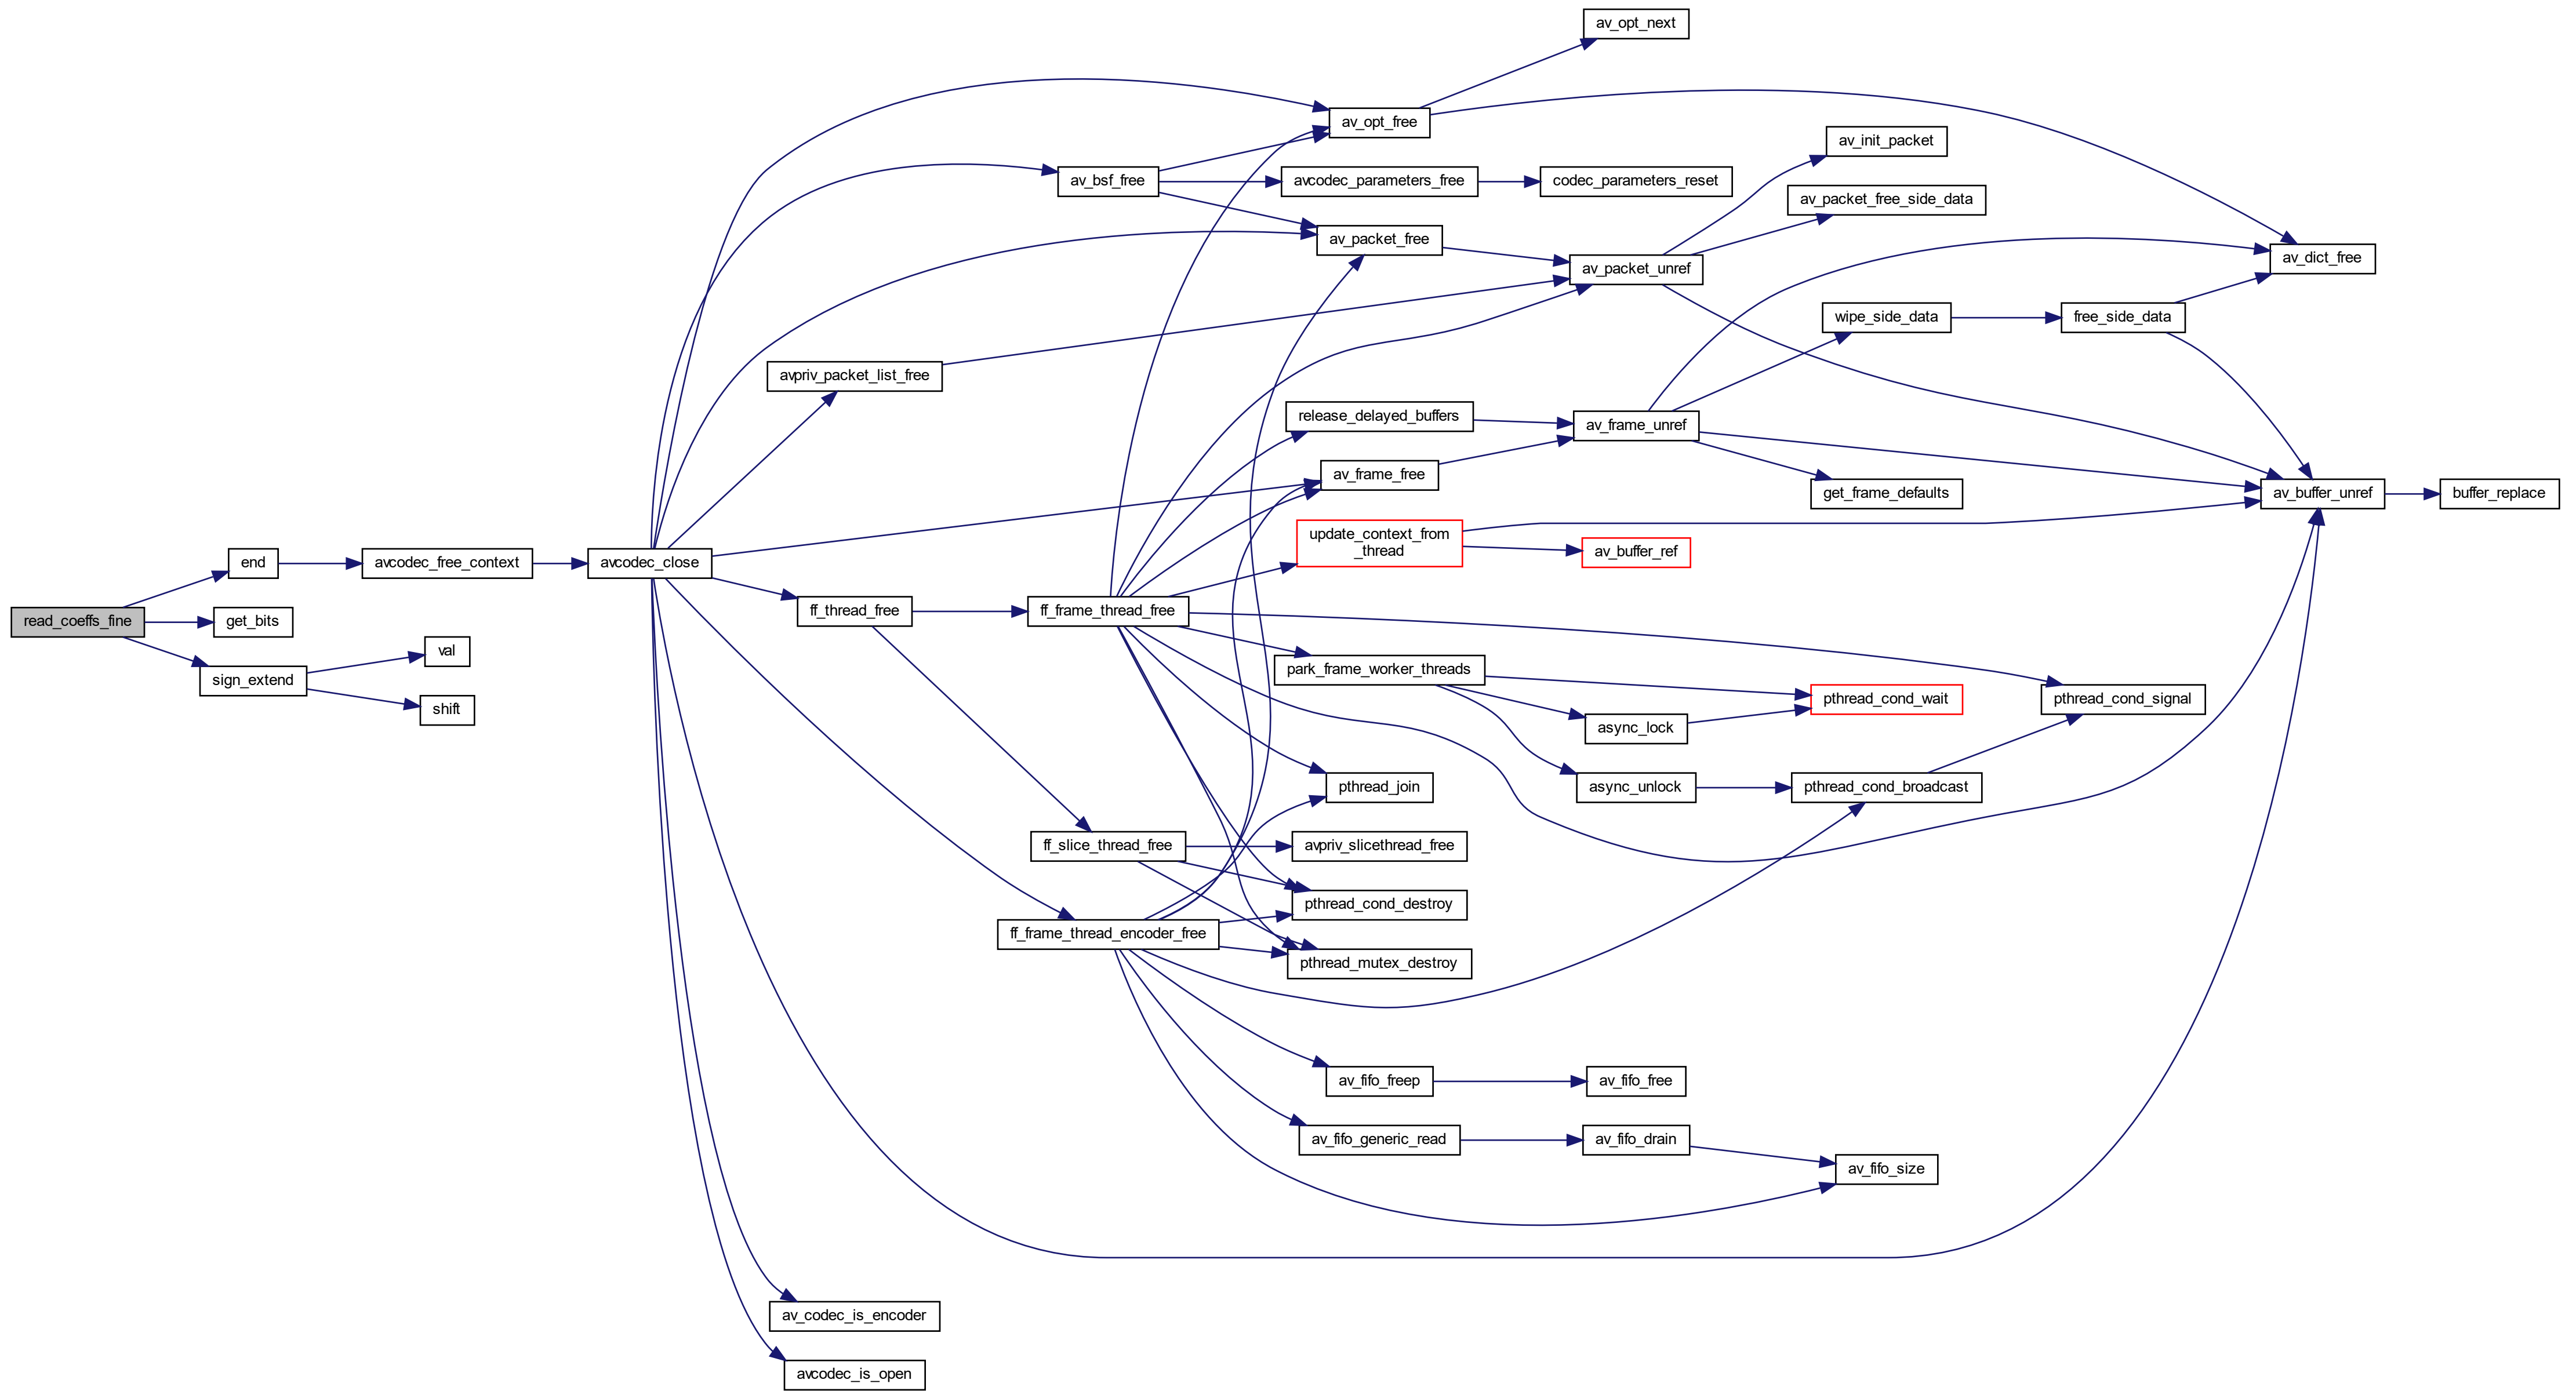 av_opt_next
av_opt_free
av_init_packet
av_bsf_free
avcodec_parameters_free
codec_parameters_reset
av_packet_free_side_data
av_packet_free
av_packet_unref
av_dict_free
wipe_side_data
free_side_data
avpriv_packet_list_free
release_delayed_buffers
av_frame_unref
av_frame_free
get_frame_defaults
av_buffer_unref
buffer_replace
update_context_from
_thread
av_buffer_ref
end
avcodec_free_context
avcodec_close
ff_thread_free
ff_frame_thread_free
read_coeffs_fine
get_bits
val
sign_extend
shift
park_frame_worker_threads
pthread_cond_wait
pthread_cond_signal
async_lock
pthread_join
async_unlock
pthread_cond_broadcast
ff_slice_thread_free
avpriv_slicethread_free
pthread_cond_destroy
ff_frame_thread_encoder_free
pthread_mutex_destroy
av_fifo_freep
av_fifo_free
av_fifo_generic_read
av_fifo_drain
av_fifo_size
av_codec_is_encoder
avcodec_is_open